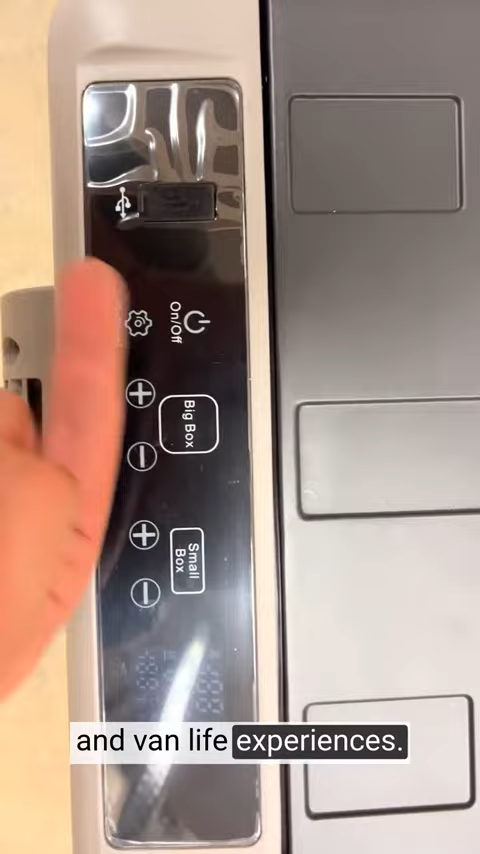 On/Off
Big Box
Small
Box
and van life experiences.